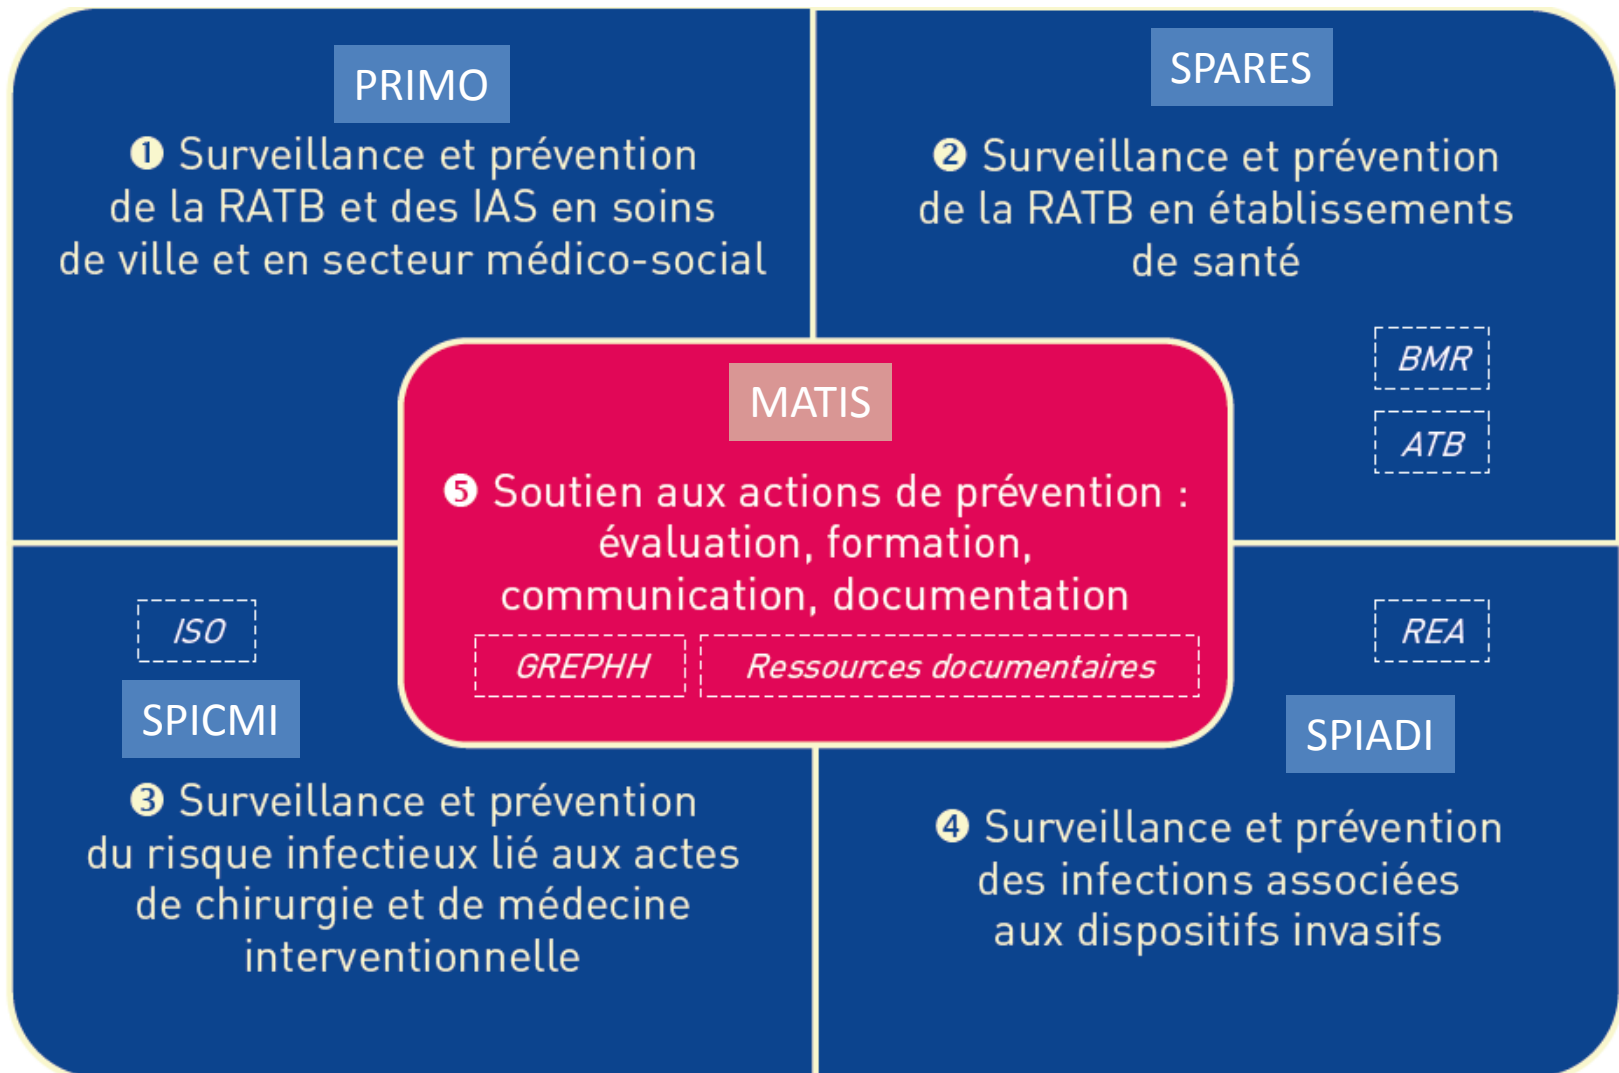 PRIMO
❶ Surveillance et prévention
de la RATB et des IAS en soins
de ville et en secteur médico-social
SPARES
❷ Surveillance et prévention
de la RATB en établissements
de santé
BMR
ATB
MATIS
❺ Soutien aux actions de prévention :
évaluation, formation,
communication, documentation
GREPHH
Ressources documentaires
ISO
SPICMI
❸ Surveillance et prévention
du risque infectieux lié aux actes
de chirurgie et de médecine
interventionnelle
REA
SPIADI
❹ Surveillance et prévention
des infections associées
aux dispositifs invasifs